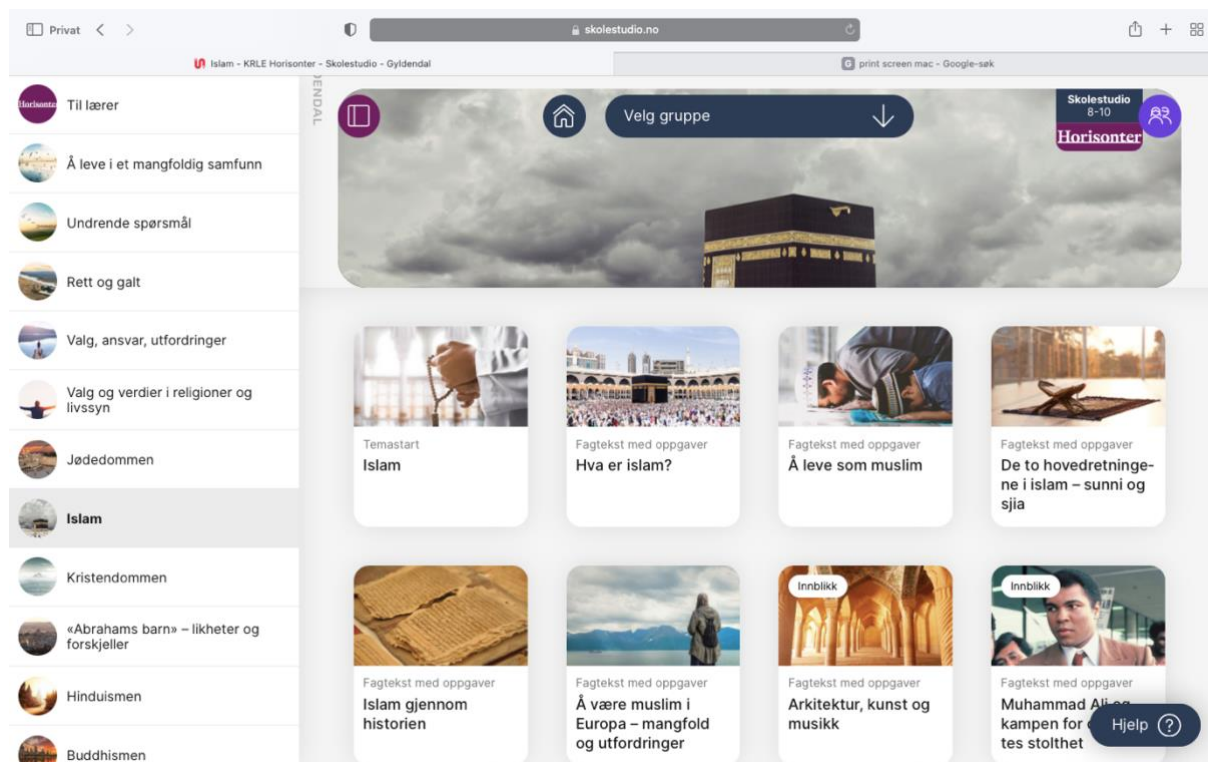 Privat
skolestudio.no
Islam – KRLE Horisonter – Skolestudio – Gyldendal
G print screen mac – Google-søk
Horisonter
Til lærer
Å leve i et mangfoldig samfunn
Undrende spørsmål
Rett og galt
Valg, ansvar, utfordringer
Valg og verdier i religioner og
livssyn
Jødedommen
Islam
Kristendommen
«Abrahams barn» – likheter og
forskjeller
Hinduismen
Buddhismen
DENDAL
Velg gruppe
Skolestudio
8-10
Horisonter
Temastart
Islam
Fagtekst med oppgaver
Hva er islam?
Fagtekst med oppgaver
Å leve som muslim
Fagtekst med oppgaver
De to hovedretninge-
ne i islam – sunni og
sjia
Fagtekst med oppgaver
Islam gjennom
historien
Fagtekst med oppgaver
Å være muslim i
Europa – mangfold
og utfordringer
Innblikk
Fagtekst med oppgaver
Arkitektur, kunst og
musikk
Innblikk
Fagtekst med oppgaver
Muhammad Ali og
kampen for
tes stolthet
Hjelp ?